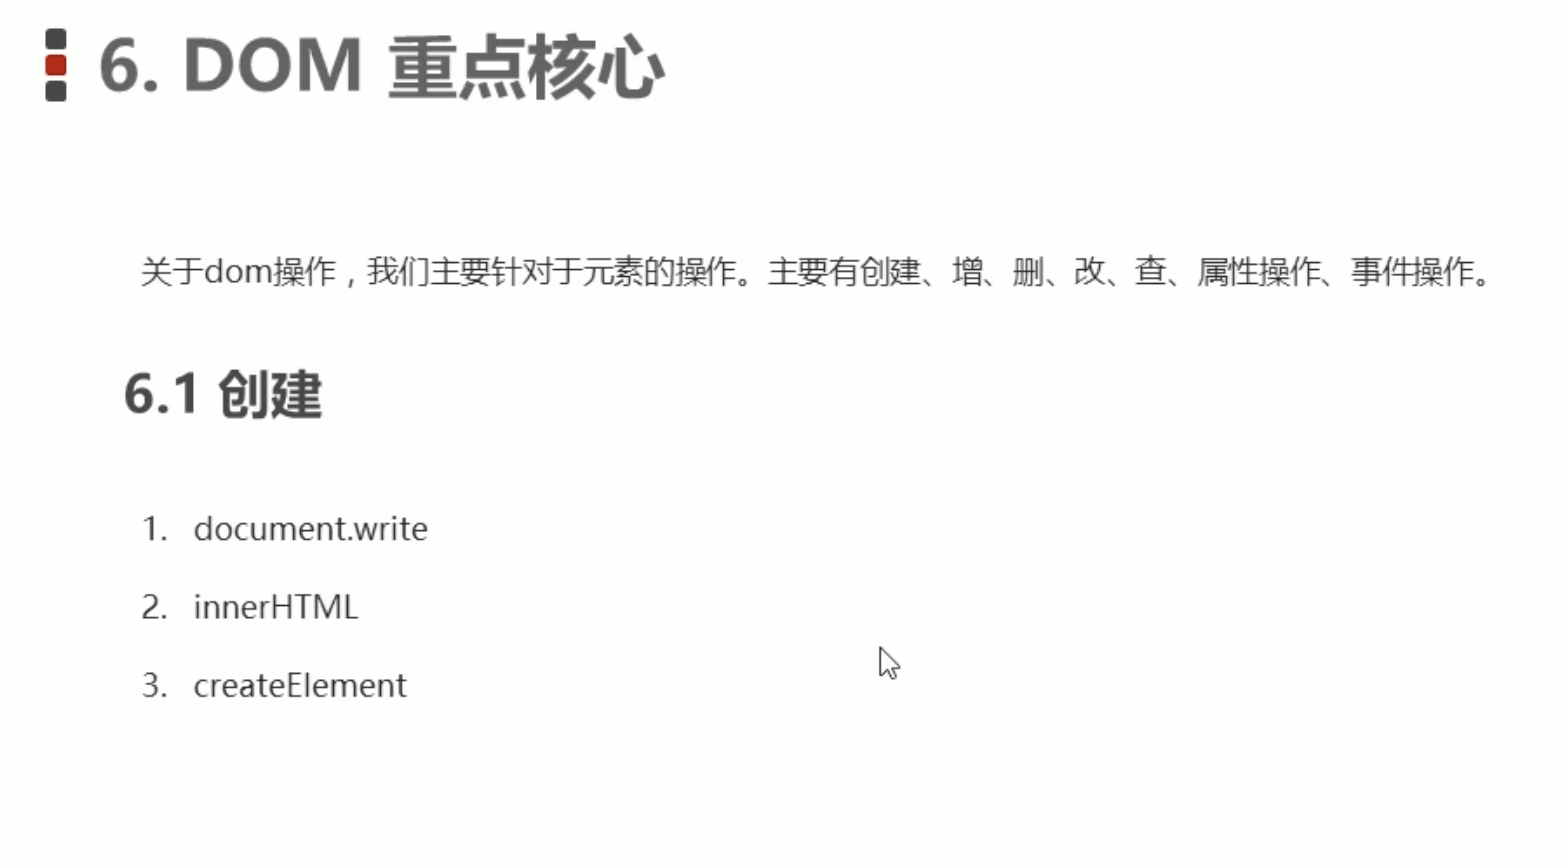 6. DOM 重点核心
关于dom操作，我们主要针对于元素的操作。主要有创建、增、删、改、查、属性操作、事件操作。
6.1 创建
1. document.write
2. innerHTML
3. createElement